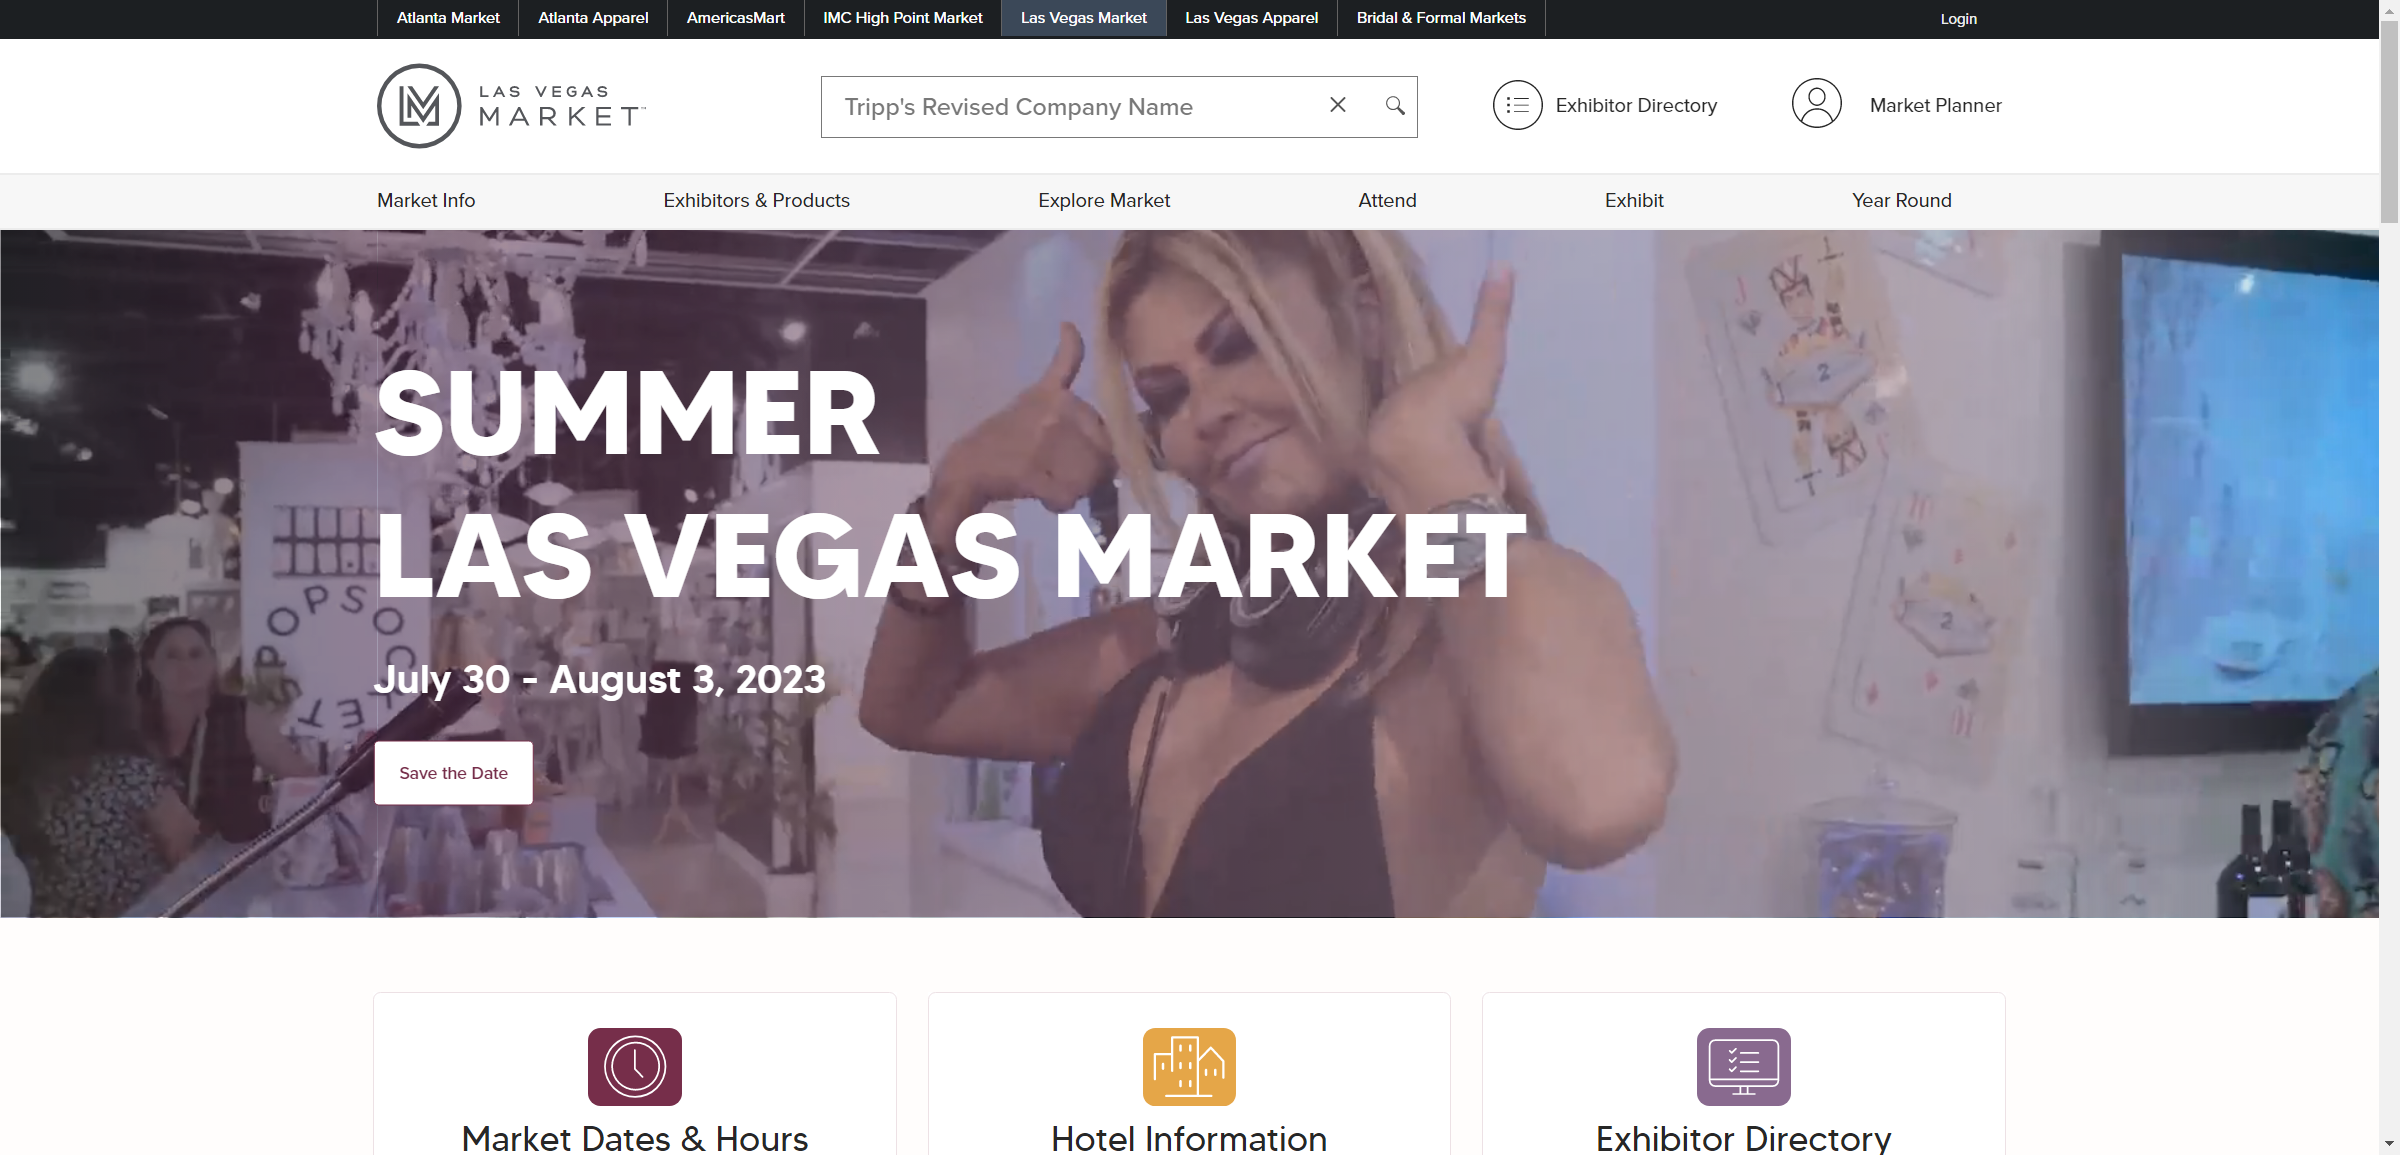 Atlanta Market Atlanta Apparel AmericasMart IMC High Point Market Las Vegas Market Las Vegas Apparel Bridal & Formal Markets Login
LAS VEGAS
MARKET
Tripp's Revised Company Name
Exhibitor Directory
Market Planner
Market Info Exhibitors & Products Explore Market Attend Exhibit Year Round
SUMMER
LAS VEGAS MARKET
July 30 - August 3, 2023
Save the Date
J
2
2
Market Dates & Hours
Hotel Information
Exhibitor Directory